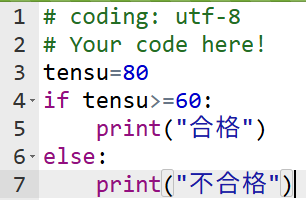 1 # coding: utf-8
2 # Your code here!
3 tensu=80
4 if tensu>=60:
5     print("合格")
6 else:
7     print("不合格")